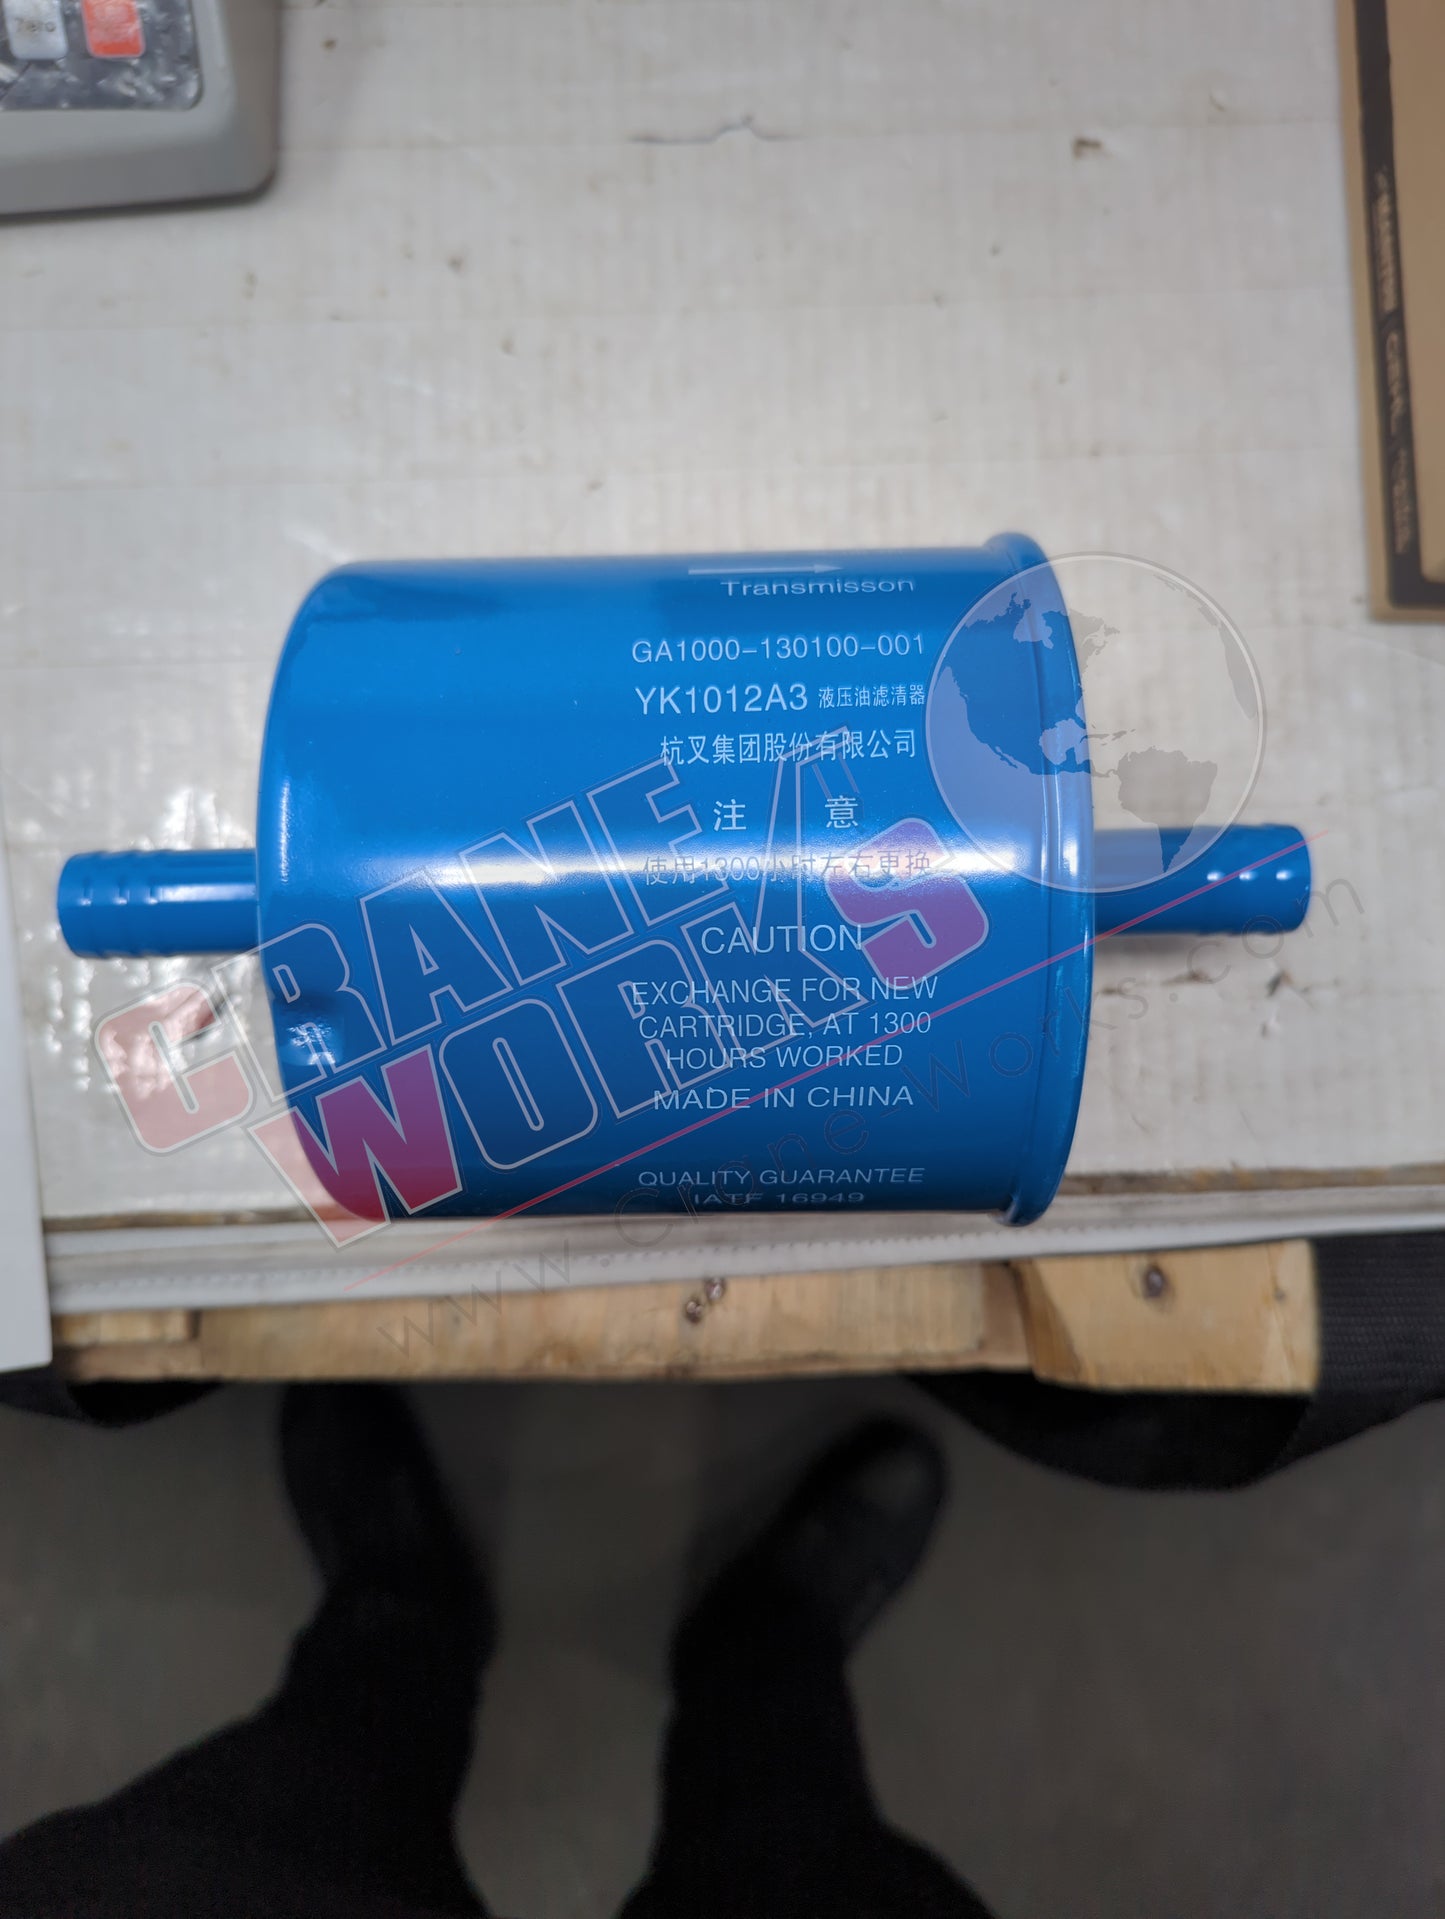 Zero
Transmisson
GA1000-130100-001
YK1012A3 液压油滤清器
杭叉集团股份有限公司
注 意
使用1300小时左右更换
CAUTION
EXCHANGE FOR NEW
CARTRIDGE, AT 1300
HOURS WORKED
MADE IN CHINA
QUALITY GUARANTEE
IATF 16949
CRANE
WORKS
www.crane-works.com